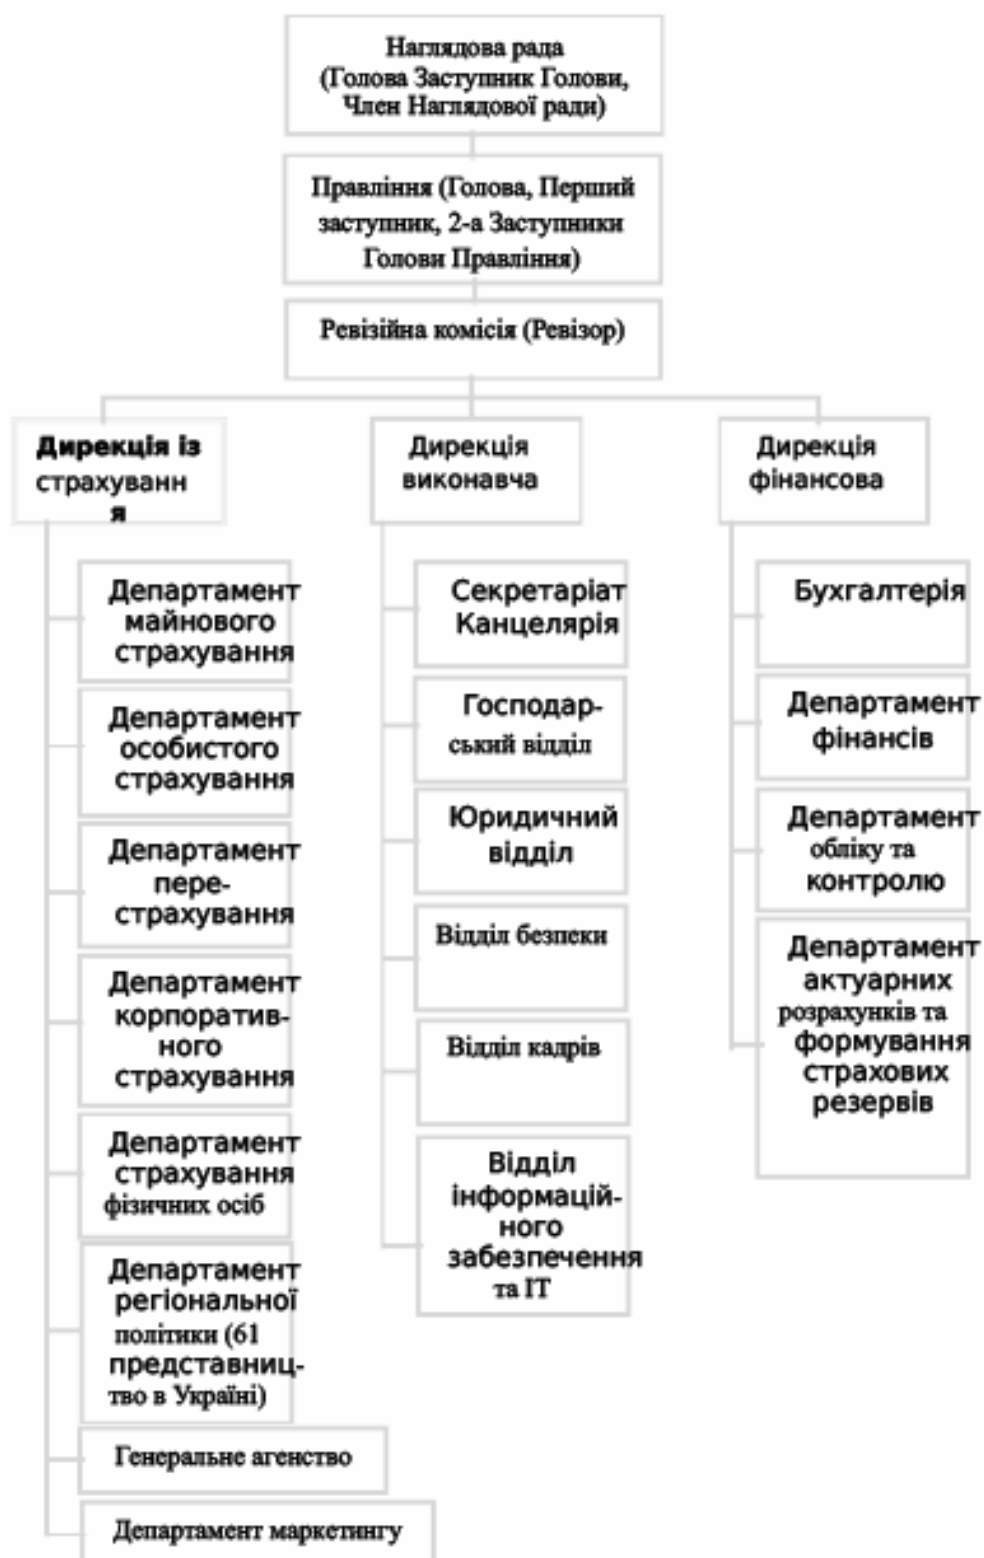 Наглядова рада
(Голова Заступник Голови,
Член Наглядової ради)
Правління (Голова, Перший
заступник, 2-а Заступники
Голови Правління)
Ревізійна комісія (Ревізор)
Дирекція із
страхуванн
я
Департамент
майнового
страхування
Департамент
особистого
страхування
Департамент
пере-
страхування
Департамент
корпоратив-
ного
страхування
Департамент
страхування
фізичних осіб
Департамент
регіональної
політики (61
представниц-
тво в Україні)
Генеральне агенство
Департамент маркетингу
Дирекція
виконавча
Секретаріат
Канцелярія
Господар-
ський відділ
Юридичний
відділ
Відділ безпеки
Відділ кадрів
Відділ
інформацій-
ного
забезпечення
та ІТ
Дирекція
фінансова
Бухгалтерія
Департамент
фінансів
Департамент
обліку та
контролю
Департамент
актуарних
розрахунків та
формування
страхових
резервів